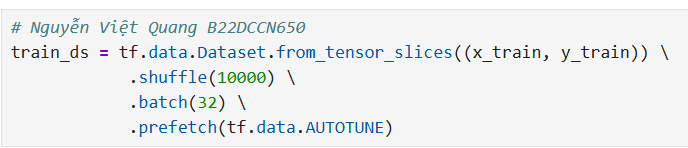 # Nguyễn Việt Quang B22DCCN650
train_ds = tf.data.Dataset.from_tensor_slices((x_train, y_train)) \
.shuffle(10000) \
.batch(32) \
.prefetch(tf.data.AUTOTUNE)